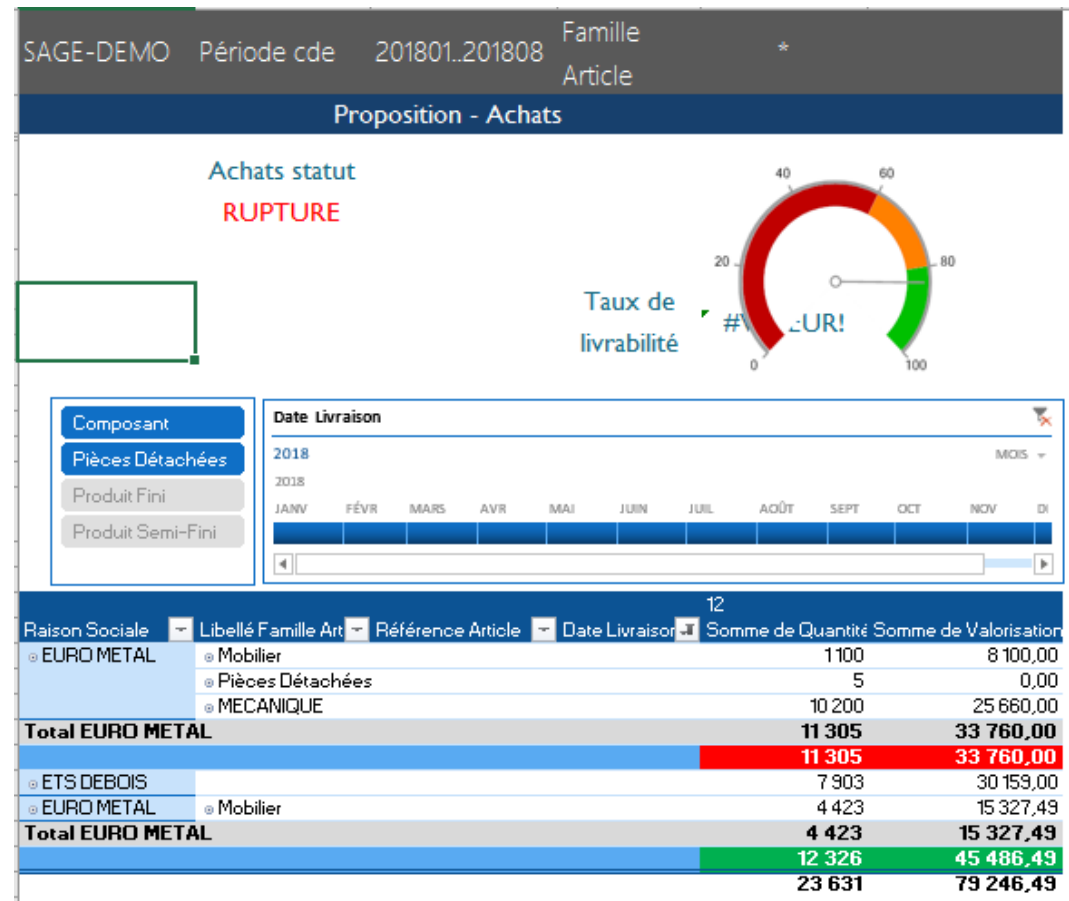 SAGE-DEMO Période cde 201801..201808 Famille Article *
Proposition - Achats
Achats statut
RUPTURE
40 60
20 80
0 100
Taux de livrabilité
Composant
Pièces Détachées
Produit Fini
Produit Semi-Fini
Date Livraison
2018 MOIS
2018
JANV FÉVR MARS AVR MAI JUIN JUIL AOÛT SEPT OCT NOV
12
Raison Sociale Libellé Famille Art Référence Article Date Livraison Somme de Quantité Somme de Valorisation
EURO METAL Mobilier 1 100 8 100,00
Pièces Détachées 5 0,00
MECANIQUE 10 200 25 660,00
Total EURO METAL 11 305 33 760,00
11 305 33 760,00
ETS DEBOIS 7 903 30 159,00
EURO METAL Mobilier 4 423 15 327,49
Total EURO METAL 4 423 15 327,49
12 326 45 486,49
23 631 79 246,49